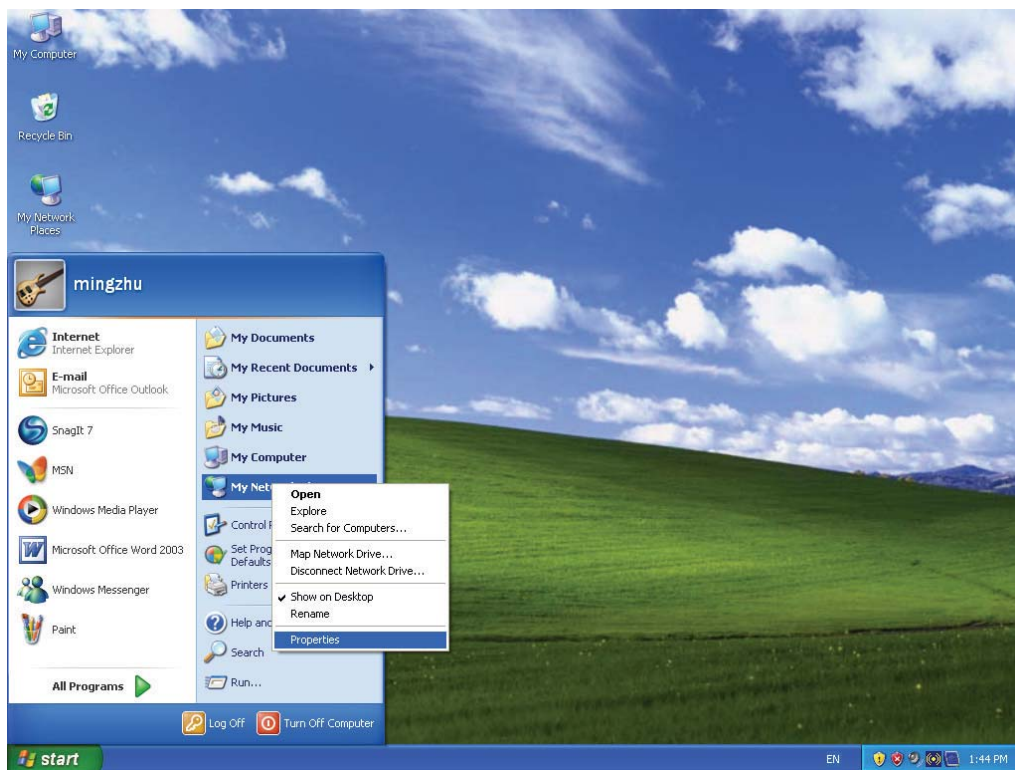 My Computer
Recycle Bin
My Network
Places
mingzhu
Internet
Internet Explorer
E-mail
Microsoft Office Outlook
SnagIt 7
MSN
Windows Media Player
Microsoft Office Word 2003
Windows Messenger
Paint
All Programs
My Documents
My Recent Documents
My Pictures
My Music
My Computer
My Net
Control P
Set Prog
Defaults
Printers
Help and
Search
Run...
Open
Explore
Search for Computers...
Map Network Drive...
Disconnect Network Drive...
Show on Desktop
Rename
Properties
Log Off
Turn Off Computer
start
EN
1:44 PM